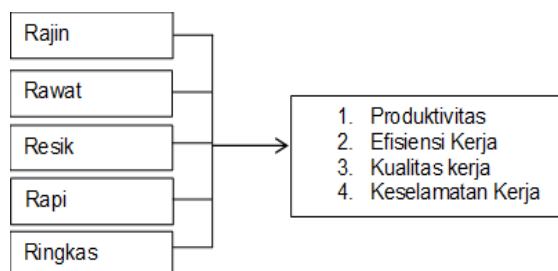 Rajin
Rawat
Resik
Rapi
Ringkas
1. Produktivitas
2. Efisiensi Kerja
3. Kualitas kerja
4. Keselamatan Kerja